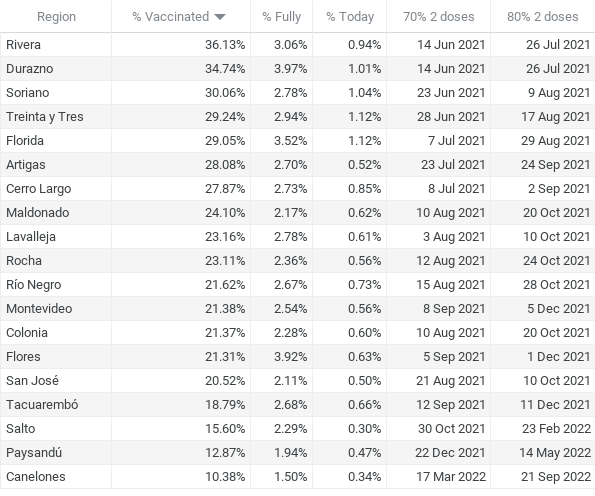 Region % Vaccinated % Fully % Today 70% 2 doses 80% 2 doses
Rivera 36.13% 3.06% 0.94% 14 Jun 2021 26 Jul 2021
Durazno 34.74% 3.97% 1.01% 14 Jun 2021 26 Jul 2021
Soriano 30.06% 2.78% 1.04% 23 Jun 2021 9 Aug 2021
Treinta y Tres 29.24% 2.94% 1.12% 28 Jun 2021 17 Aug 2021
Florida 29.05% 3.52% 1.12% 7 Jul 2021 29 Aug 2021
Artigas 28.08% 2.70% 0.52% 23 Jul 2021 24 Sep 2021
Cerro Largo 27.87% 2.73% 0.85% 8 Jul 2021 2 Sep 2021
Maldonado 24.10% 2.17% 0.62% 10 Aug 2021 20 Oct 2021
Lavalleja 23.16% 2.78% 0.61% 3 Aug 2021 10 Oct 2021
Rocha 23.11% 2.36% 0.56% 12 Aug 2021 24 Oct 2021
Río Negro 21.62% 2.67% 0.73% 15 Aug 2021 28 Oct 2021
Montevideo 21.38% 2.54% 0.56% 8 Sep 2021 5 Dec 2021
Colonia 21.37% 2.28% 0.60% 10 Aug 2021 20 Oct 2021
Flores 21.31% 3.92% 0.63% 5 Sep 2021 1 Dec 2021
San José 20.52% 2.11% 0.50% 21 Aug 2021 10 Oct 2021
Tacuarembó 18.79% 2.68% 0.66% 12 Sep 2021 11 Dec 2021
Salto 15.60% 2.29% 0.30% 30 Oct 2021 23 Feb 2022
Paysandú 12.87% 1.94% 0.47% 22 Dec 2021 14 May 2022
Canelones 10.38% 1.50% 0.34% 17 Mar 2022 21 Sep 2022